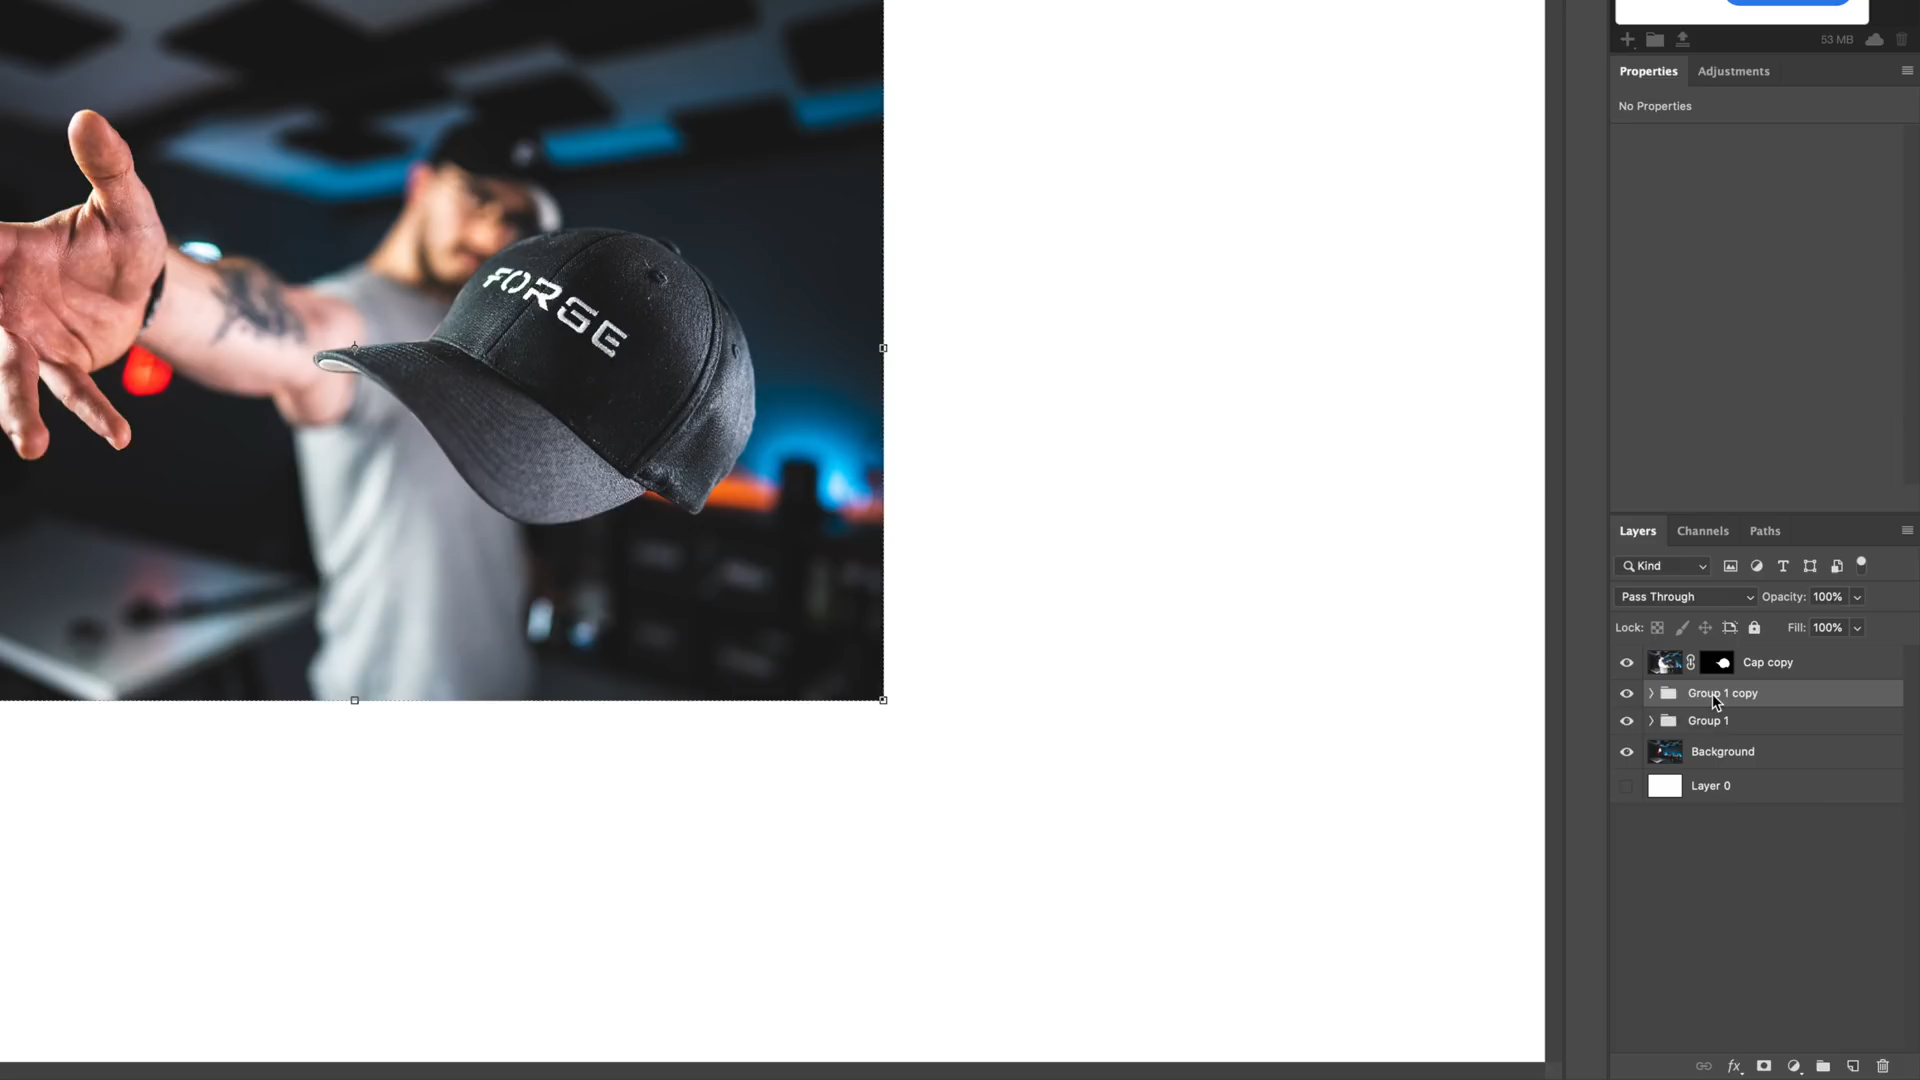 53 MB
Properties Adjustments
No Properties
FORGE
Layers Channels Paths
Kind
Pass Through Opacity: 100%
Lock: Fill: 100%
Cap copy
Group 1 copy
Group 1
Background
Layer 0
fx